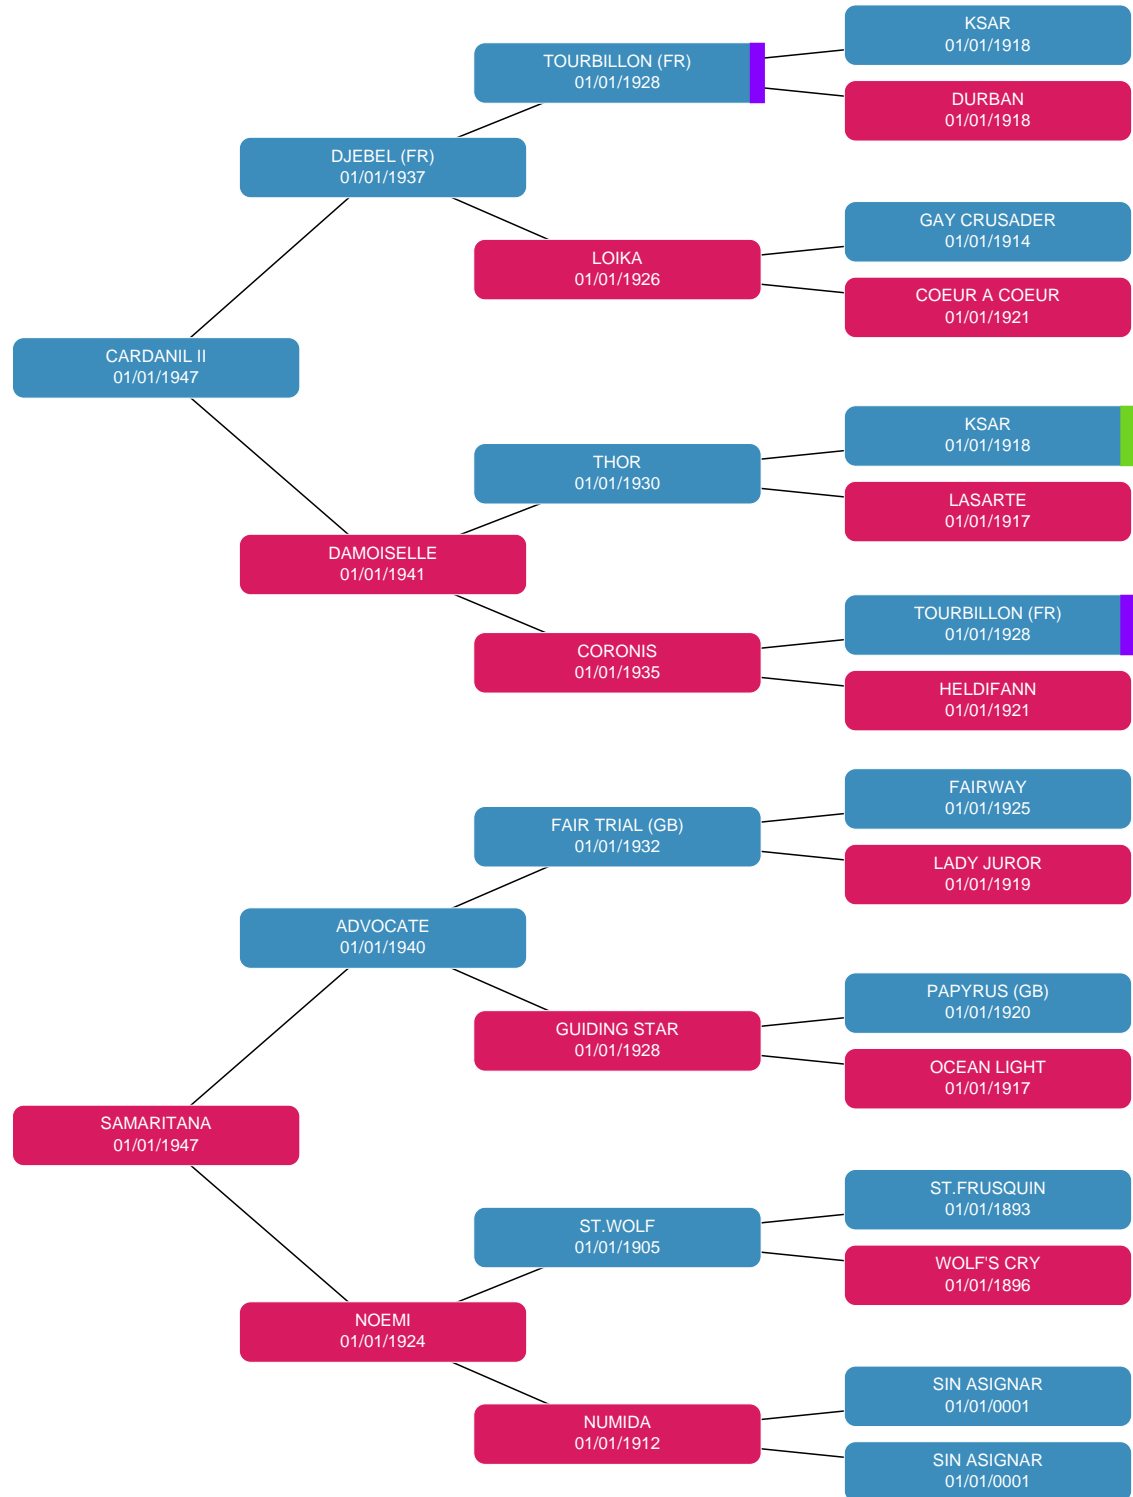 KSAR
01/01/1918
TOURBILLON (FR)
01/01/1928
DURBAN
01/01/1918
DJEBEL (FR)
01/01/1937
GAY CRUSADER
01/01/1914
LOIKA
01/01/1926
COEUR A COEUR
01/01/1921
CARDANIL II
01/01/1947
KSAR
01/01/1918
THOR
01/01/1930
LASARTE
01/01/1917
DAMOISELLE
01/01/1941
TOURBILLON (FR)
01/01/1928
CORONIS
01/01/1935
HELDIFANN
01/01/1921
FAIRWAY
01/01/1925
FAIR TRIAL (GB)
01/01/1932
LADY JUROR
01/01/1919
ADVOCATE
01/01/1940
PAPYRUS (GB)
01/01/1920
GUIDING STAR
01/01/1928
OCEAN LIGHT
01/01/1917
SAMARITANA
01/01/1947
ST.FRUSQUIN
01/01/1893
ST.WOLF
01/01/1905
WOLF'S CRY
01/01/1896
NOEMI
01/01/1924
SIN ASIGNAR
01/01/0001
NUMIDA
01/01/1912
SIN ASIGNAR
01/01/0001